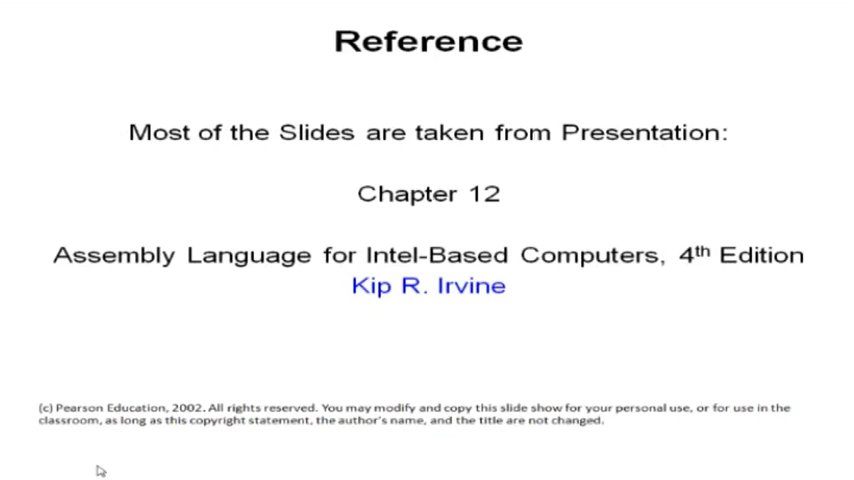 Reference
Most of the Slides are taken from Presentation:
Chapter 12
Assembly Language for Intel-Based Computers, 4th Edition
Kip R. Irvine
(c) Pearson Education, 2002. All rights reserved. You may modify and copy this slide show for your personal use, or for use in the
classroom, as long as this copyright statement, the author's name, and the title are not changed.